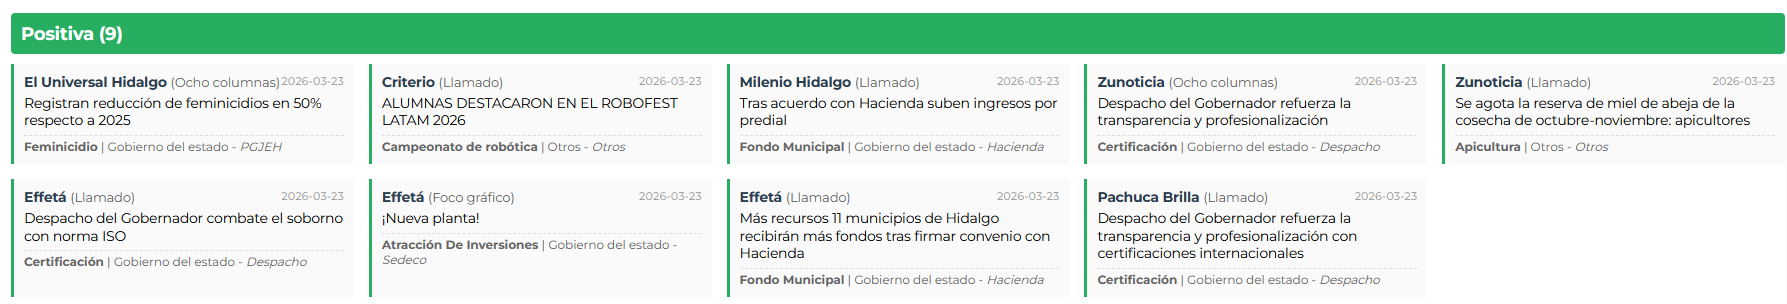 Positiva (9)
El Universal Hidalgo (Ocho columnas) 2026-03-23
Registran reducción de feminicidios en 50%
respecto a 2025
Feminicidio | Gobierno del estado - PGJEH
Criterio (Llamado) 2026-03-23
ALUMNAS DESTACARON EN EL ROBOFEST
LATAM 2026
Campeonato de robótica | Otros - Otros
Milenio Hidalgo (Llamado) 2026-03-23
Tras acuerdo con Hacienda suben ingresos por
predial
Fondo Municipal | Gobierno del estado - Hacienda
Zunoticia (Ocho columnas) 2026-03-23
Despacho del Gobernador refuerza la
transparencia y profesionalización
Certificación | Gobierno del estado - Despacho
Zunoticia (Llamado) 2026-03-23
Se agota la reserva de miel de abeja de la
cosecha de octubre-noviembre: apicultores
Apicultura | Otros - Otros
Effetá (Llamado) 2026-03-23
Despacho del Gobernador combate el soborno
con norma ISO
Certificación | Gobierno del estado - Despacho
Effetá (Foco gráfico) 2026-03-23
¡Nueva planta!
Atracción De Inversiones | Gobierno del estado -
Sedeco
Effetá (Llamado) 2026-03-23
Más recursos 11 municipios de Hidalgo
recibirán más fondos tras firmar convenio con
Hacienda
Fondo Municipal | Gobierno del estado - Hacienda
Pachuca Brilla (Llamado) 2026-03-23
Despacho del Gobernador refuerza la
transparencia y profesionalización con
certificaciones internacionales
Certificación | Gobierno del estado - Despacho